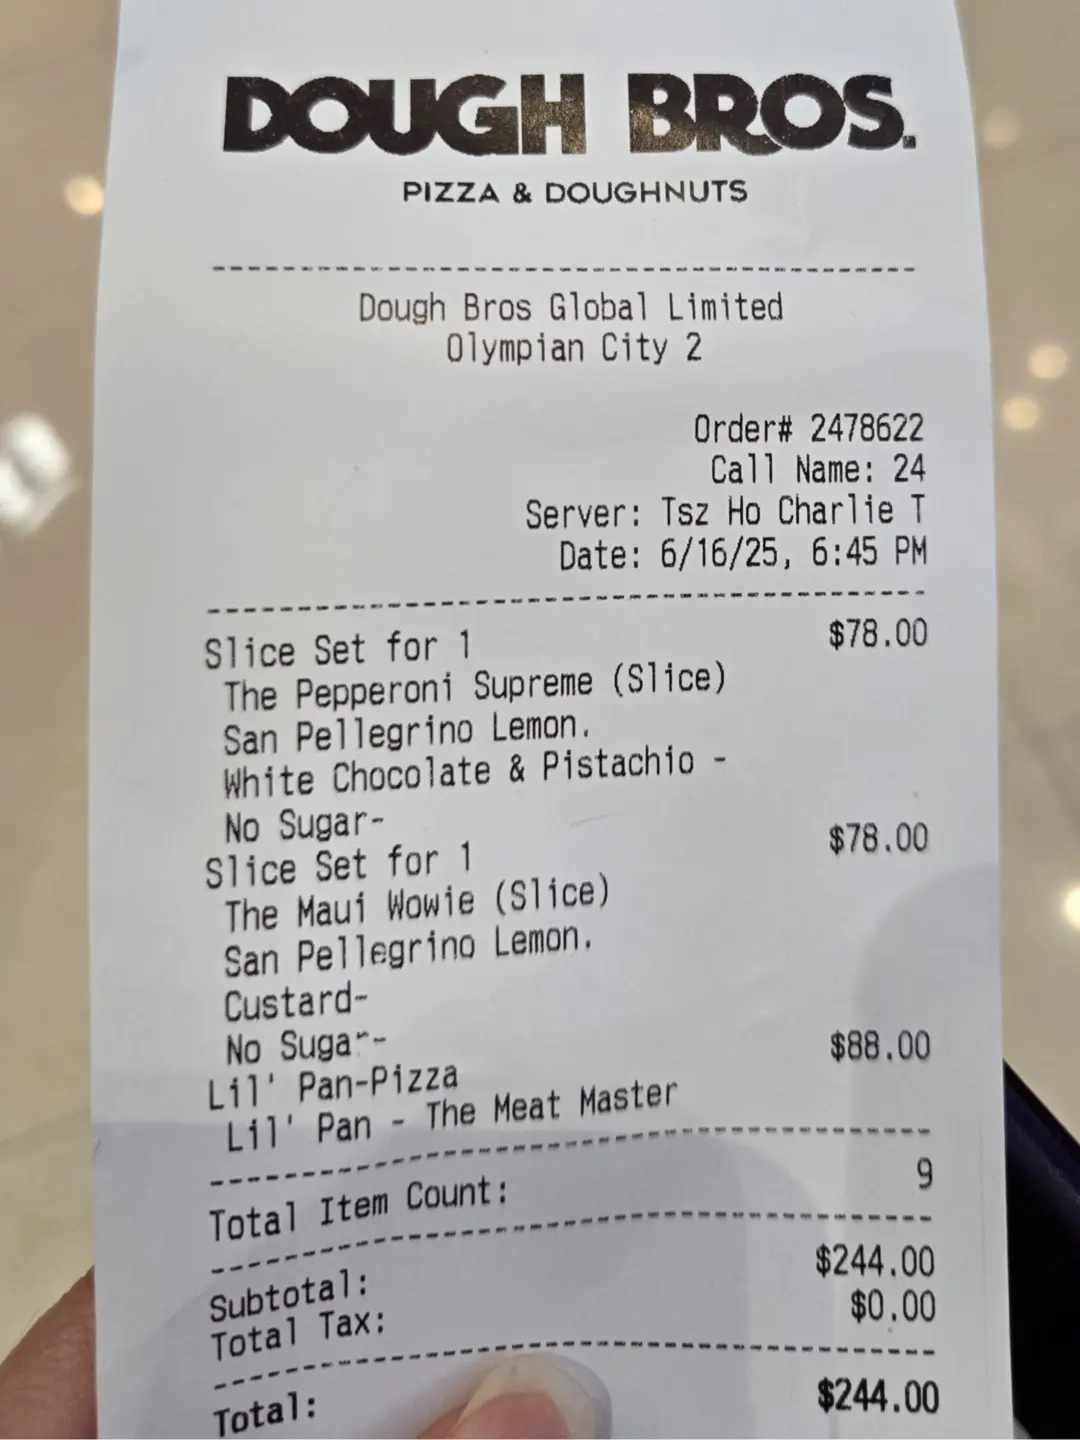 DOUGH BROS.
PIZZA & DOUGHNUTS
Dough Bros Global Limited
Olympian City 2
Order# 2478622
Call Name: 24
Server: Tsz Ho Charlie T
Date: 6/16/25, 6:45 PM
Slice Set for 1 $78.00
The Pepperoni Supreme (Slice)
San Pellegrino Lemon.
White Chocolate & Pistachio -
No Sugar-
Slice Set for 1 $78.00
The Maui Wowie (Slice)
San Pellegrino Lemon.
Custard-
No Sugar-
Lil' Pan-Pizza $88.00
Lil' Pan - The Meat Master
Total Item Count: 9
Subtotal: $244.00
Total Tax: $0.00
Total: $244.00